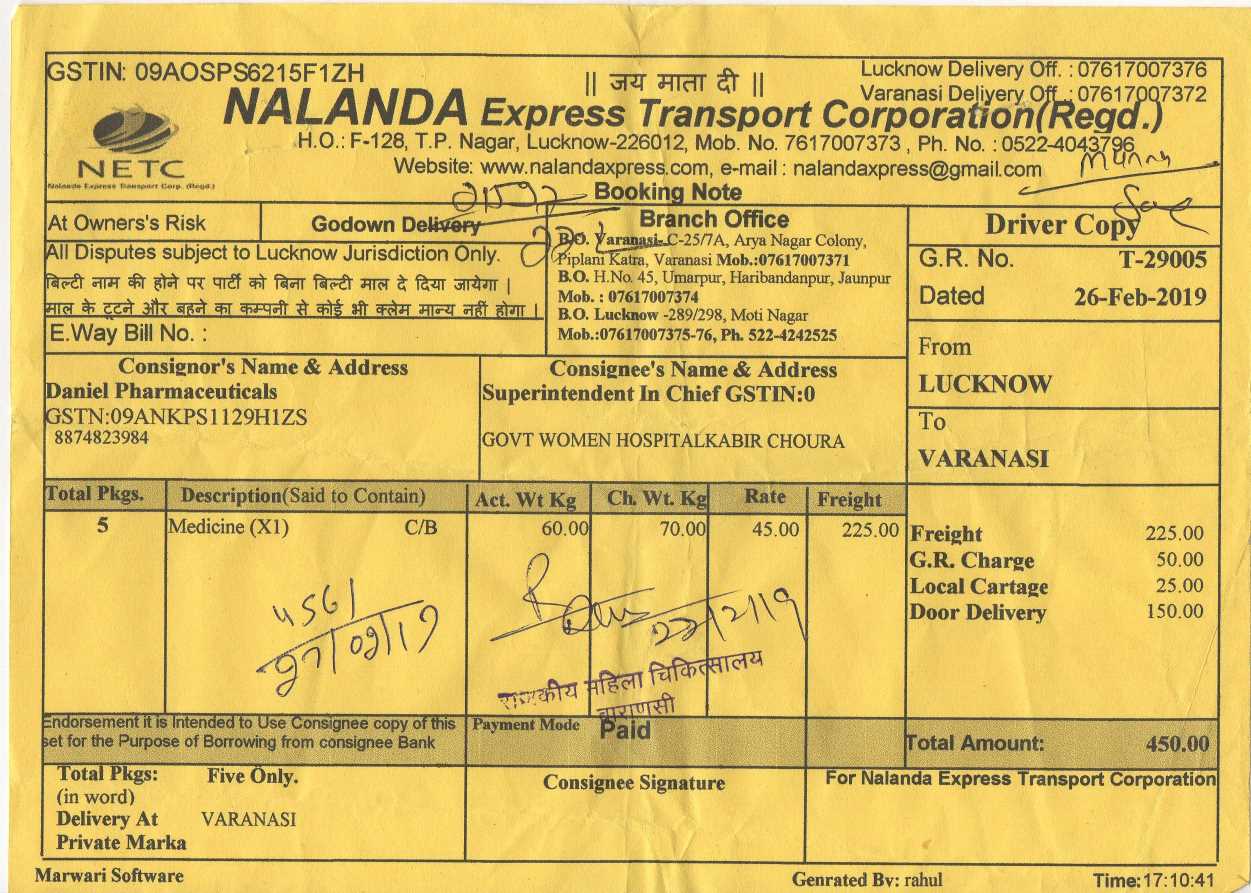 GSTIN: 09AOSPS6215F1ZH
|| जय माता दी ||
Lucknow Delivery Off. : 07617007376
Varanasi Delivery Off. : 07617007372
NALANDA Express Transport Corporation(Regd.)
NETC
Nalanda Express Transport Corp. (Regd.)
H.O.: F-128, T.P. Nagar, Lucknow-226012, Mob. No. 7617007373 , Ph. No. : 0522-4043796
Website: www.nalandaxpress.com, e-mail : nalandaxpress@gmail.com
Booking Note
At Owners's Risk
Godown Delivery
All Disputes subject to Lucknow Jurisdiction Only.
बिल्टी नाम की होने पर पार्टी को बिना बिल्टी माल दे दिया जायेगा |
माल के टूटने और बहने का कम्पनी से कोई भी क्लेम मान्य नहीं होगा |
E.Way Bill No. :
Branch Office
B.O. Varanasi- C-25/7A, Arya Nagar Colony,
Piplani Katra, Varanasi Mob.:07617007371
B.O. H.No. 45, Umarpur, Haribandanpur, Jaunpur
Mob. : 07617007374
B.O. Lucknow -289/298, Moti Nagar
Mob.:07617007375-76, Ph. 522-4242525
Driver Copy
G.R. No. T-29005
Dated 26-Feb-2019
From
LUCKNOW
To
VARANASI
Consignor's Name & Address
Daniel Pharmaceuticals
GSTN:09ANKPS1129H1ZS
8874823984
Consignee's Name & Address
Superintendent In Chief GSTIN:0
GOVT WOMEN HOSPITALKABIR CHOURA
Total Pkgs. Description(Said to Contain) Act. Wt Kg Ch. Wt. Kg Rate Freight
5 Medicine (X1) C/B 60.00 70.00 45.00 225.00
Freight 225.00
G.R. Charge 50.00
Local Cartage 25.00
Door Delivery 150.00
4561
27/02/19
राजकीय महिला चिकित्सालय
वाराणसी
Endorsement it is Intended to Use Consignee copy of this
set for the Purpose of Borrowing from consignee Bank
Payment Mode Paid
Total Amount: 450.00
Total Pkgs: Five Only.
(in word)
Delivery At VARANASI
Private Marka
Consignee Signature
For Nalanda Express Transport Corporation
Marwari Software
Genrated By: rahul
Time:17:10:41